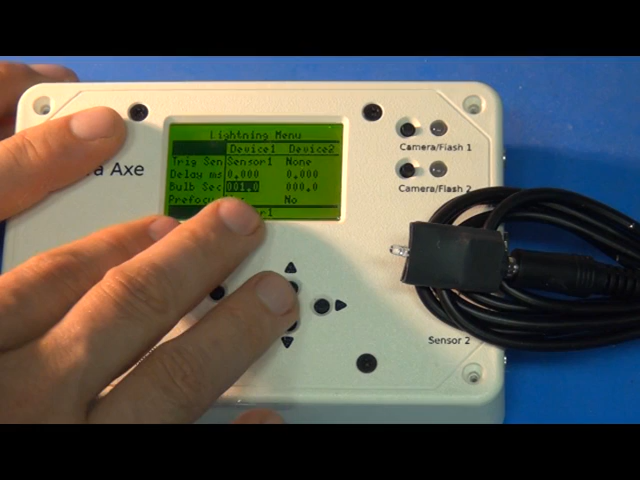 Lightning Menu
Device1 Device2
Trig Sen Sensor1 None
Delay ms 0.000 0.000
Bulb Sec 001.0 000.0
No
Axe
Camera/Flash 1
Camera/Flash 2
Sensor 2